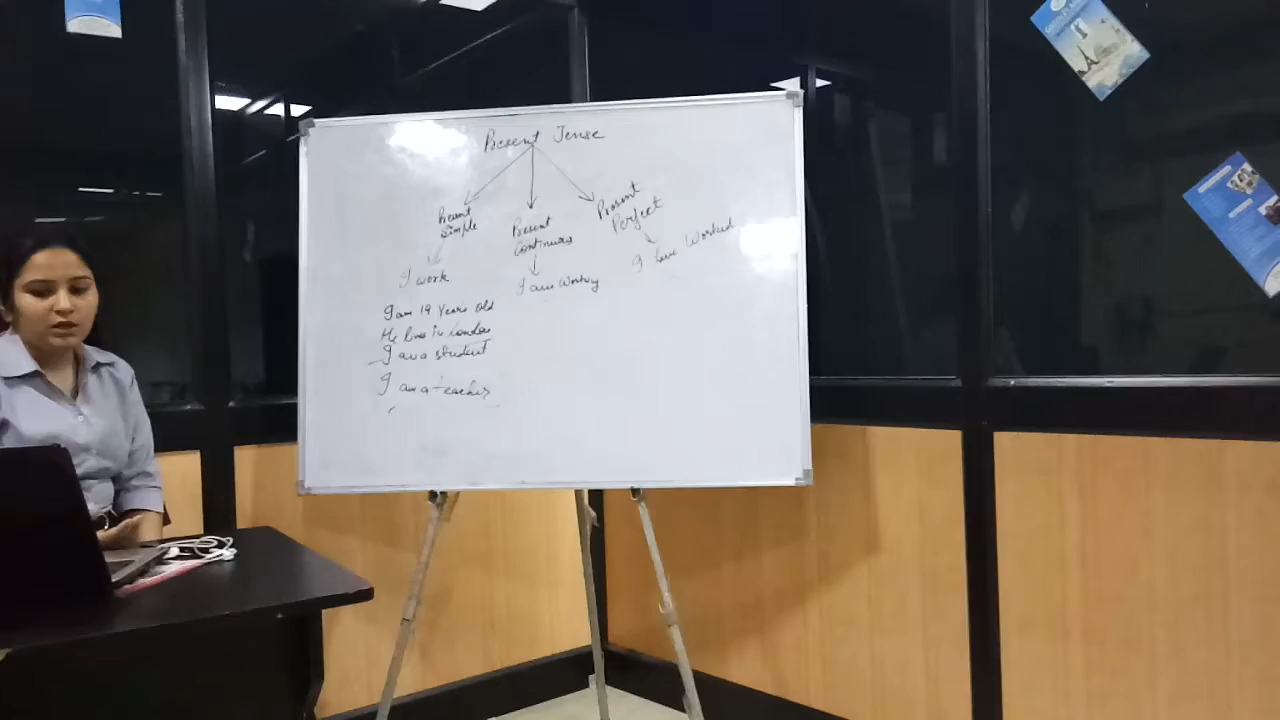 Present Tense
Present
Simple
Present
Continuous
Present
Perfect
I work
I am Working
I have Worked
I am 19 Years Old
He lives in London
I am a student
I am a teacher